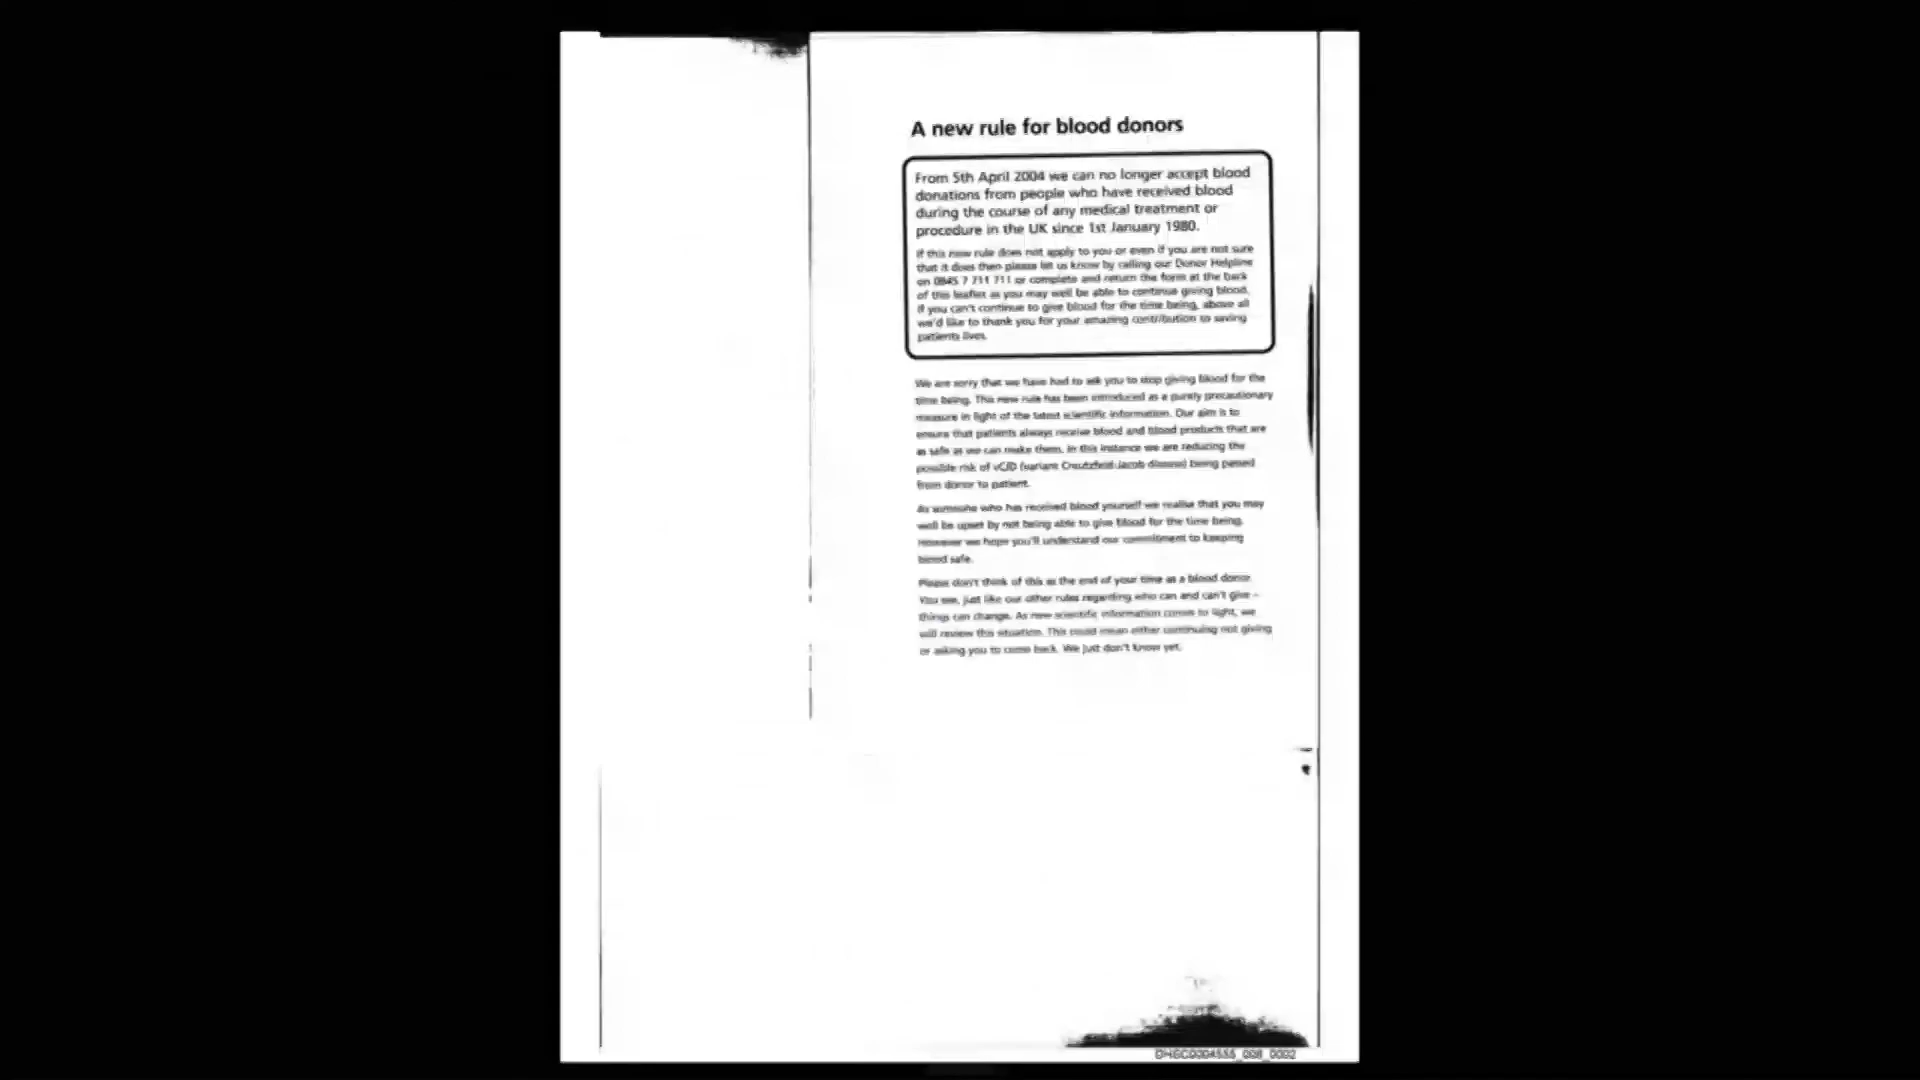 A new rule for blood donors
From 5th April 2004 we can no longer accept blood
donations from people who have received blood
during the course of any medical treatment or
procedure in the UK since 1st January 1980.
If this new rule does not apply to you or even if you are not sure
that it does then please let us know by calling our Donor Helpline
on 0845 7 711 711 or complete and return the form at the back
of this leaflet as you may well be able to continue giving blood.
If you can't continue to give blood for the time being, above all
we'd like to thank you for your amazing contribution to saving
patients lives.
We are sorry that we have had to ask you to stop giving blood for the
time being. This new rule has been introduced as a purely precautionary
measure in light of the latest scientific information. Our aim is to
ensure that patients always receive blood and blood products that are
as safe as we can make them. In this instance we are reducing the
possible risk of vCJD (variant Creutzfeld-Jacob disease) being passed
from donor to patient.
As someone who has received blood yourself we realise that you may
well be upset by not being able to give blood for the time being.
However we hope you'll understand our commitment to keeping
blood safe.
Please don't think of this as the end of your time as a blood donor.
You see, just like our other rules regarding who can and can't give –
things can change. As new scientific information comes to light, we
will review this situation. This could mean either continuing not giving
or asking you to come back. We just don't know yet.